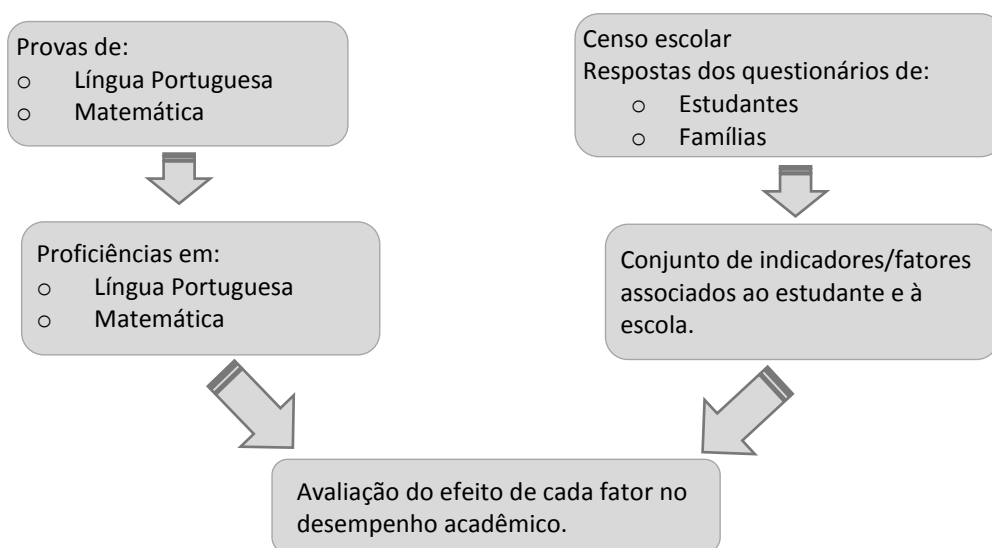 Provas de:
o Língua Portuguesa
o Matemática
Censo escolar
Respostas dos questionários de:
o Estudantes
o Famílias
Proficiências em:
o Língua Portuguesa
o Matemática
Conjunto de indicadores/fatores
associados ao estudante e à
escola.
Avaliação do efeito de cada fator no
desempenho acadêmico.